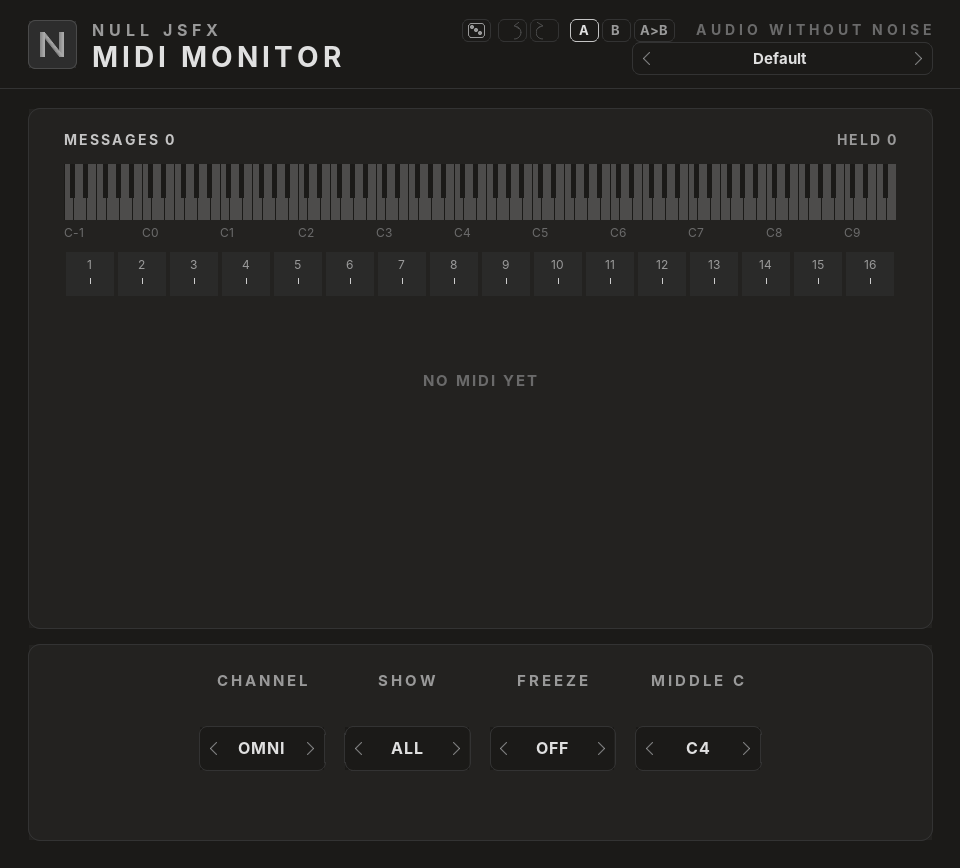 N
NULL JSFX
MIDI MONITOR
A B A>B
AUDIO WITHOUT NOISE
Default
MESSAGES 0
HELD 0
C-1 C0 C1 C2 C3 C4 C5 C6 C7 C8 C9
1 2 3 4 5 6 7 8 9 10 11 12 13 14 15 16
NO MIDI YET
CHANNEL SHOW FREEZE MIDDLE C
OMNI ALL OFF C4